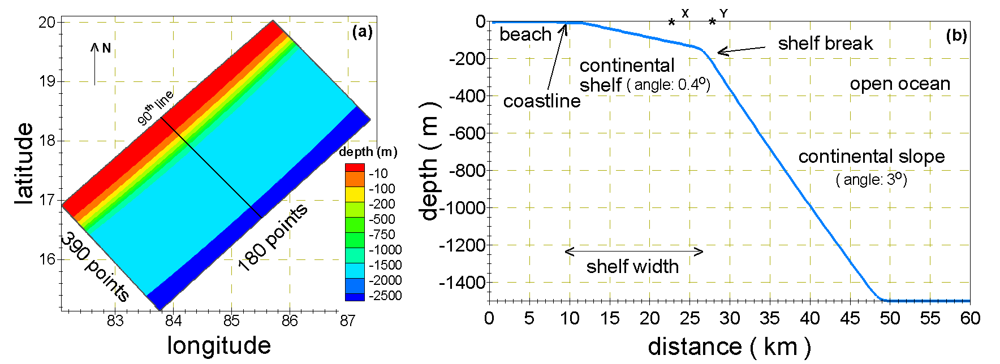 (a)
N
90th line
390 points
180 points
20
19
18
17
16
latitude
83
84
85
86
87
longitude
depth (m)
-10
-100
-200
-500
-750
-1000
-1500
-2000
-2500
X
Y
(b)
beach
shelf break
continental
shelf ( angle: 0.4o)
coastline
open ocean
continental slope
( angle: 3o)
shelf width
0
-200
-400
-600
-800
-1000
-1200
-1400
depth ( m )
0
5
10
15
20
25
30
35
40
45
50
55
60
distance ( km )